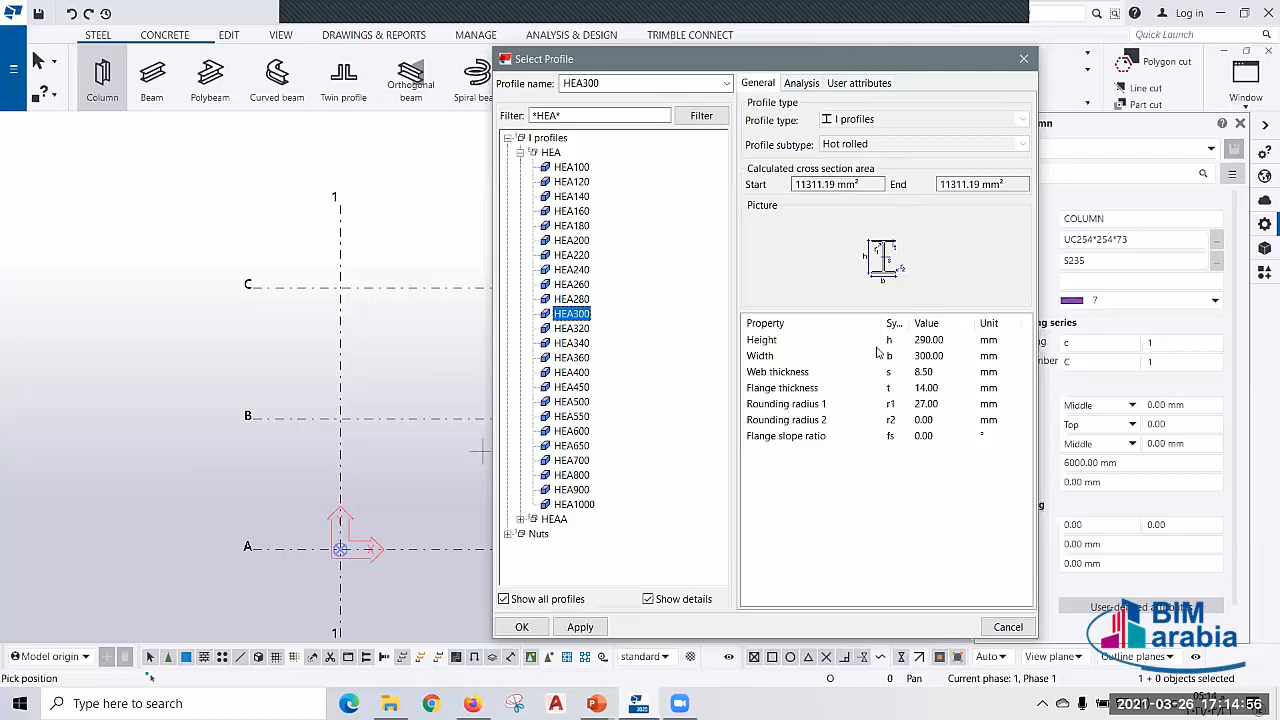 Log in
STEEL
CONCRETE
EDIT
VIEW
DRAWINGS & REPORTS
MANAGE
ANALYSIS & DESIGN
TRIMBLE CONNECT
Quick Launch
Column
Beam
Polybeam
Curved beam
Twin profile
Orthogonal
beam
Spiral be
Polygon cut
Line cut
Part cut
Window
Select Profile
Profile name:
HEA300
Filter:
*HEA*
Filter
I profiles
HEA
HEA100
HEA120
HEA140
HEA160
HEA180
HEA200
HEA220
HEA240
HEA260
HEA280
HEA300
HEA320
HEA340
HEA360
HEA400
HEA450
HEA500
HEA550
HEA600
HEA650
HEA700
HEA800
HEA900
HEA1000
HEAA
Nuts
Show all profiles
Show details
OK
Apply
Cancel
General
Analysis
User attributes
Profile type
Profile type:
I profiles
Profile subtype:
Hot rolled
Calculated cross section area
Start
11311.19 mm²
End
11311.19 mm²
Picture
h
b
Property
Sy...
Value
Unit
Height h 290.00 mm
Width b 300.00 mm
Web thickness s 8.50 mm
Flange thickness t 14.00 mm
Rounding radius 1 r1 27.00 mm
Rounding radius 2 r2 0.00 mm
Flange slope ratio fs 0.00 °
mn
COLUMN
UC254*254*73
S235
7
ng series
c 1
umber
C 1
Middle 0.00 mm
Top 0.00
Middle 0.00 mm
6000.00 mm
0.00 mm
g
0.00 0.00
0.00 mm
0.00 mm
BIM
arabia
1
C
B
A
X
1
Model origin
standard
Auto
View plane
Outline planes
Pick position
O
0
Pan
Current phase: 1, Phase 1
1 + 0 objects selected
Type here to search
2021-03-26 17:14:56